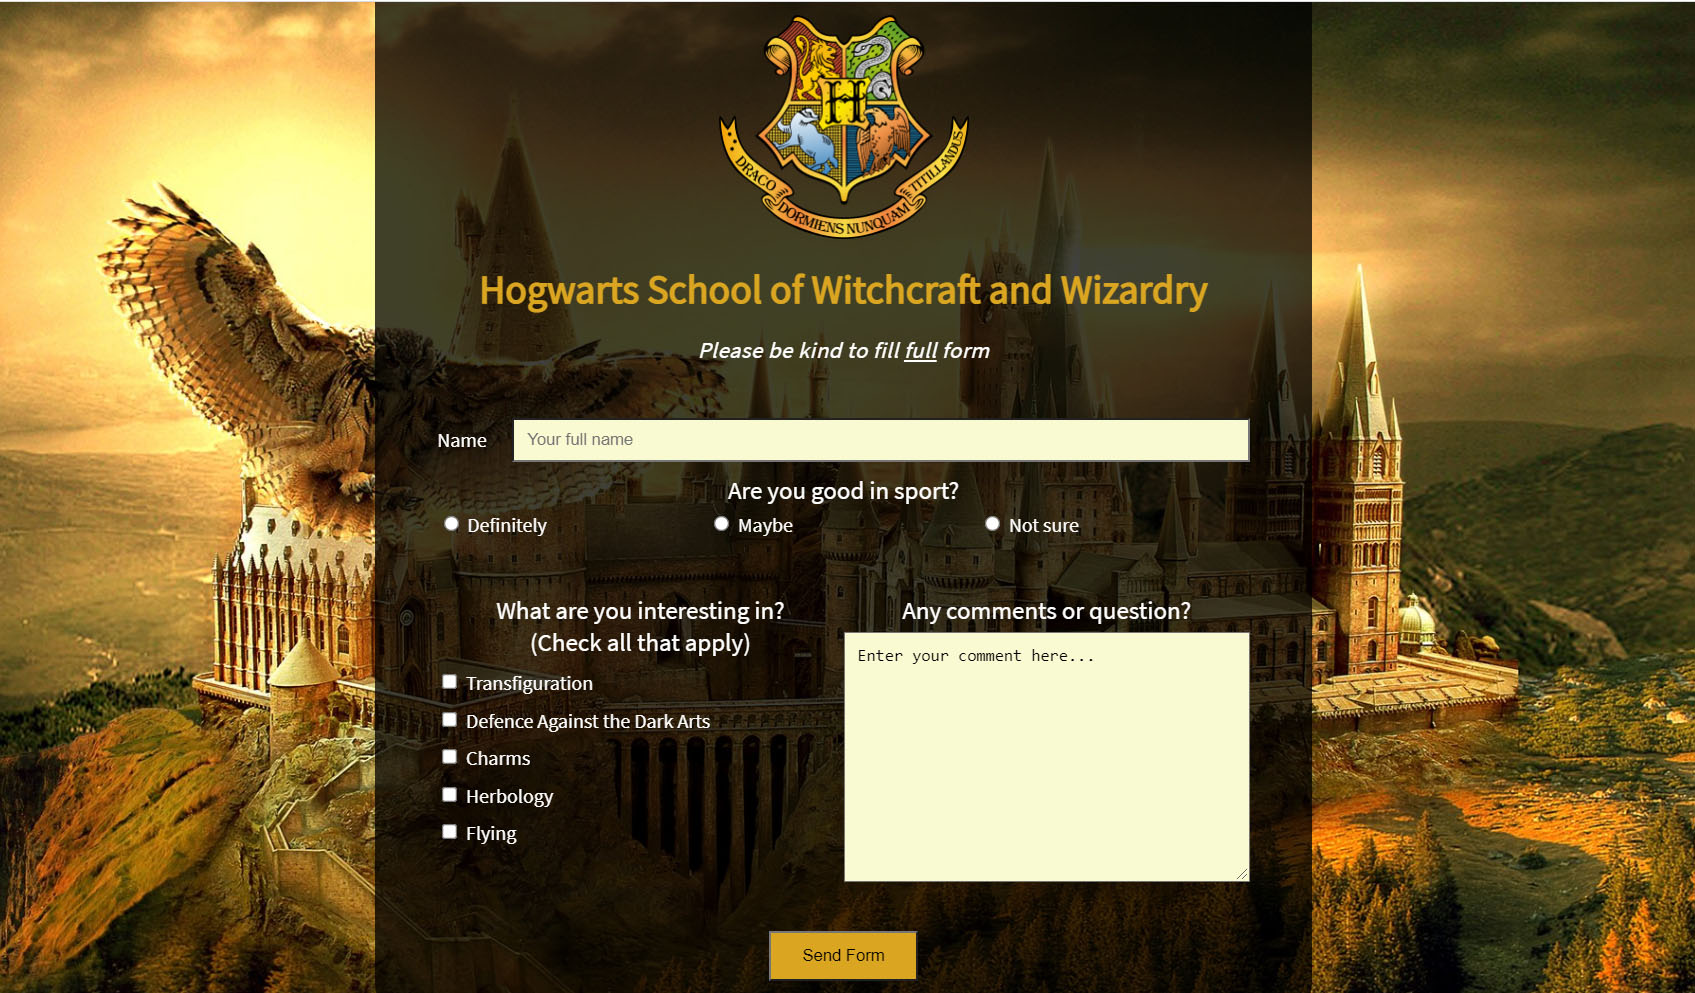 H
DRACO DORMIENS NUNQUAM TITILLANDUS
Hogwarts School of Witchcraft and Wizardry
Please be kind to fill full form
Name
Your full name
Are you good in sport?
Definitely
Maybe
Not sure
What are you interesting in?
(Check all that apply)
Transfiguration
Defence Against the Dark Arts
Charms
Herbology
Flying
Any comments or question?
Enter your comment here...
Send Form